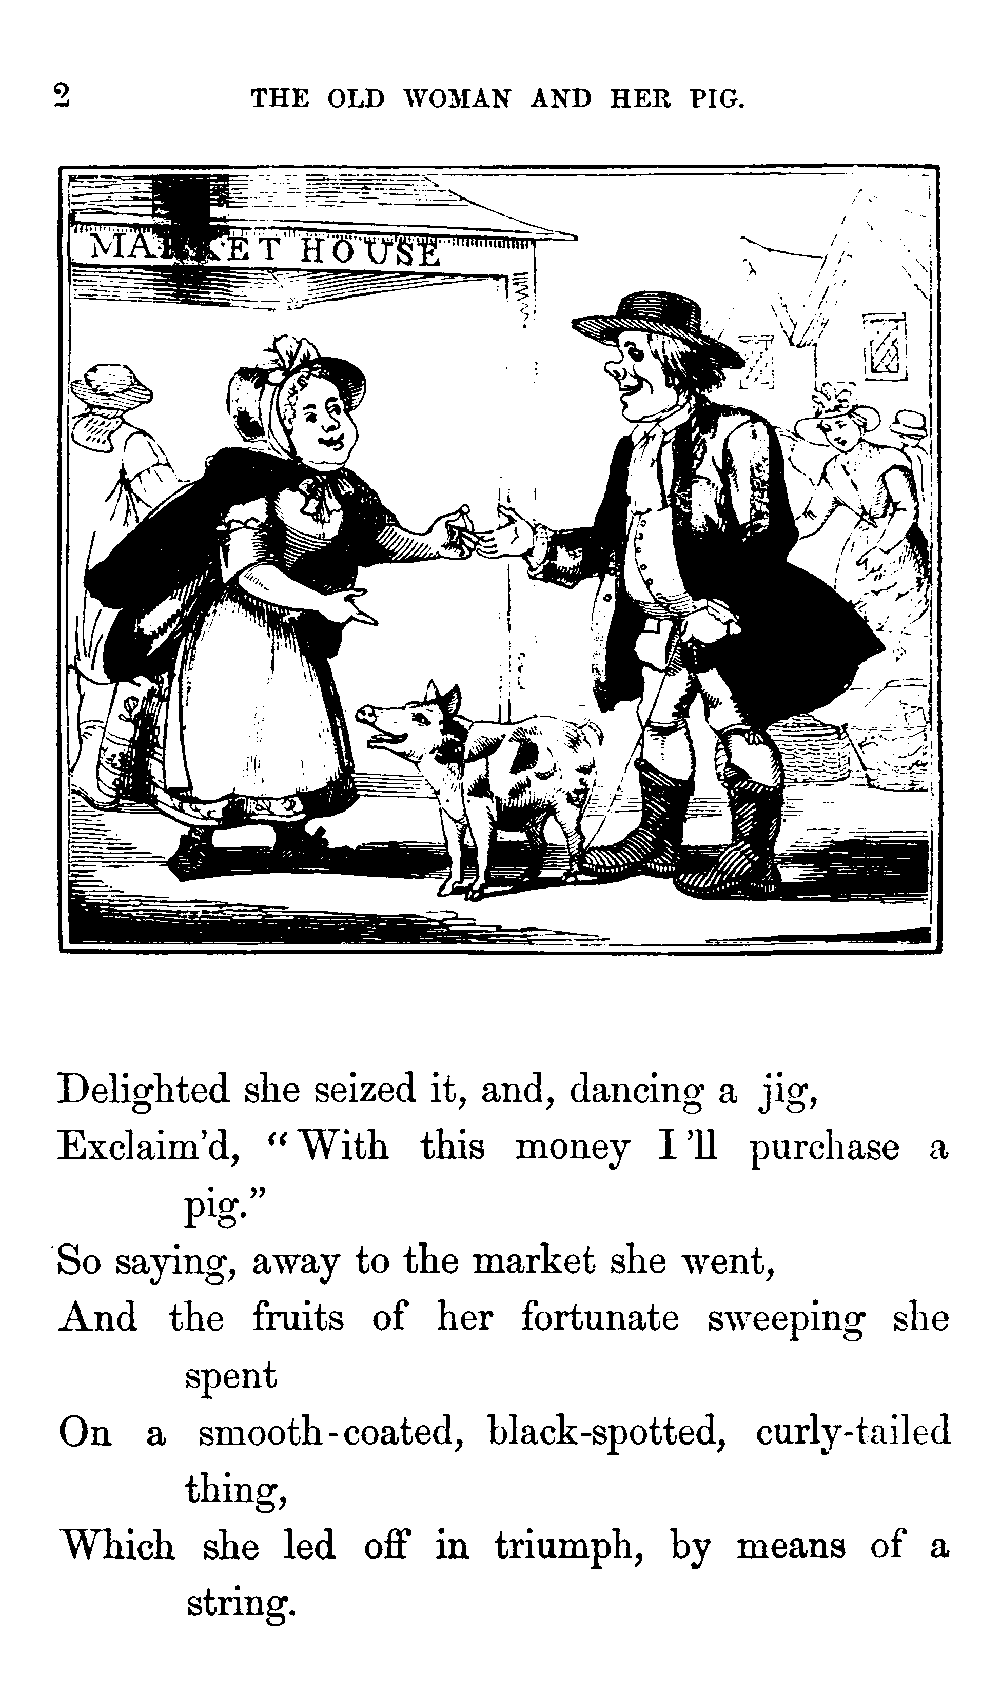 2 THE OLD WOMAN AND HER PIG.
MARKET HOUSE
Delighted she seized it, and, dancing a jig,
Exclaim'd, "With this money I'll purchase a
pig."
So saying, away to the market she went,
And the fruits of her fortunate sweeping she
spent
On a smooth-coated, black-spotted, curly-tailed
thing,
Which she led off in triumph, by means of a
string.